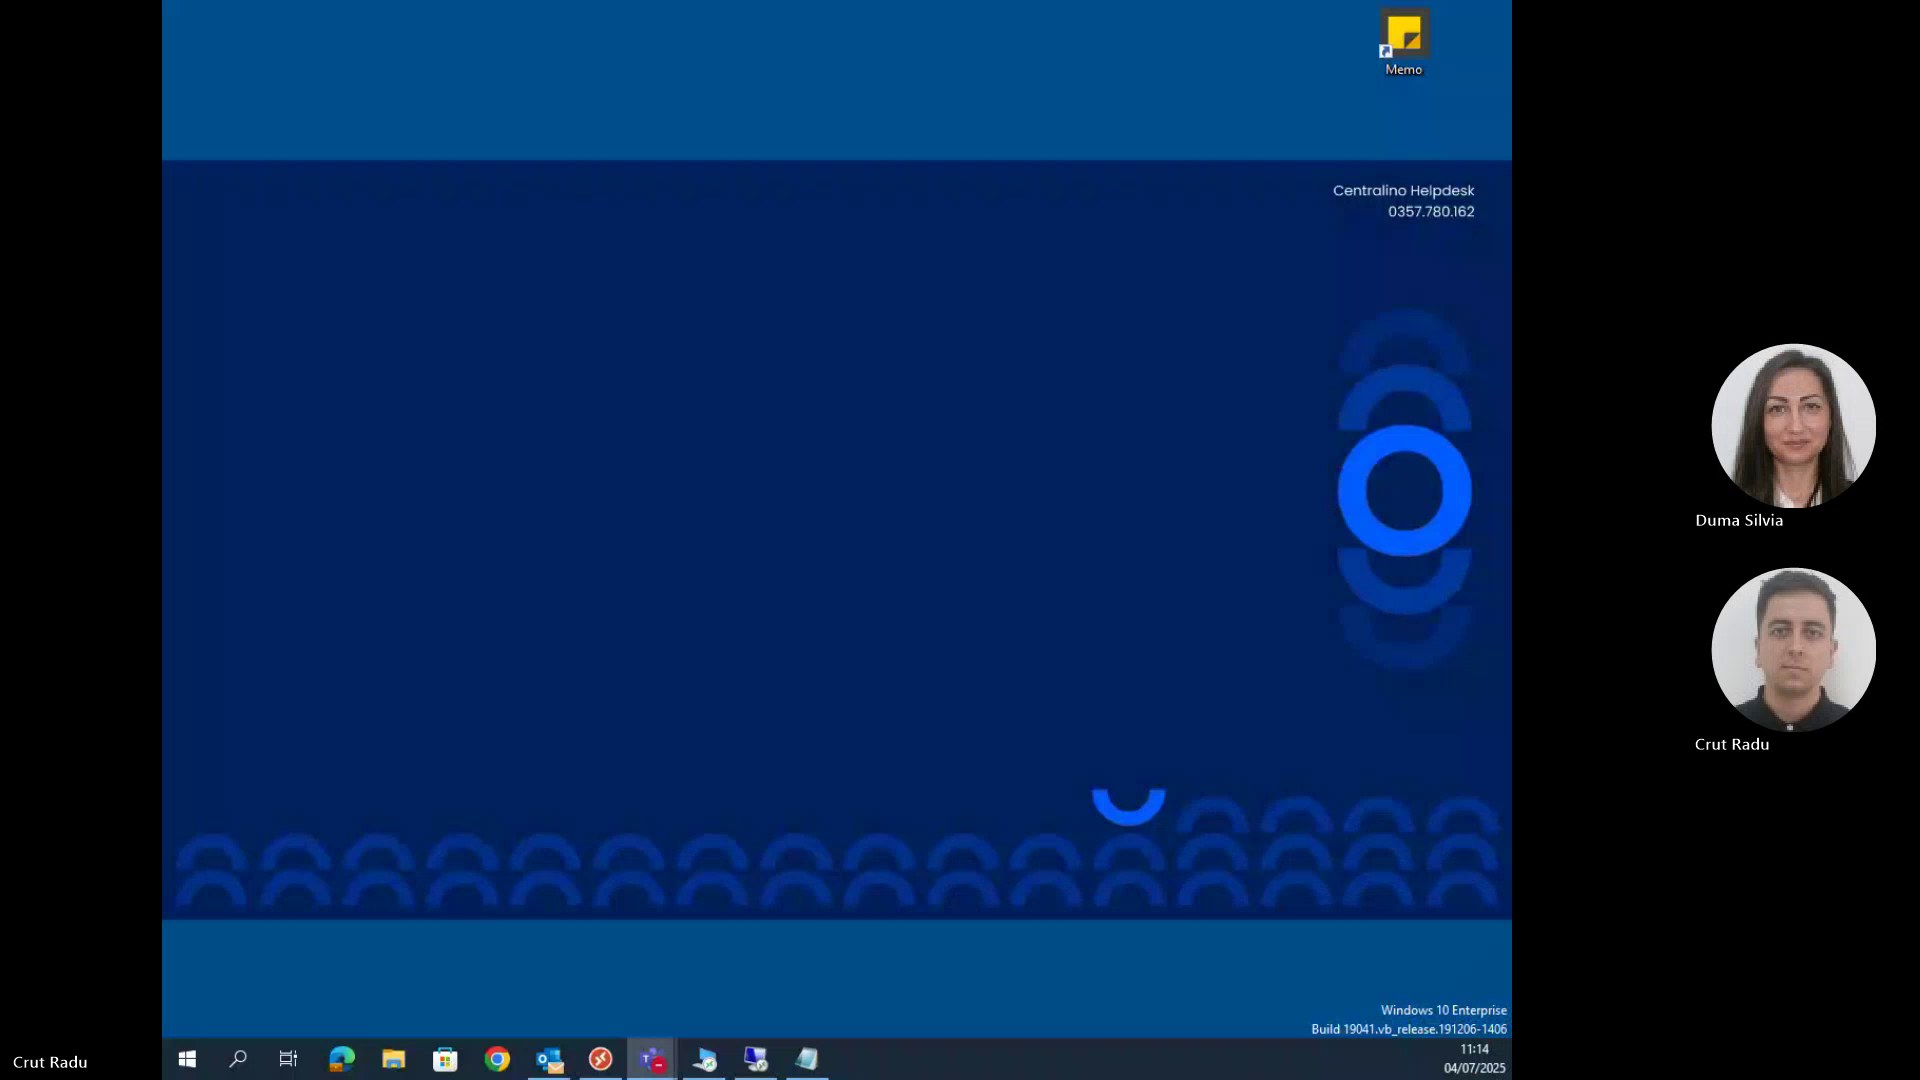 Memo
Centralino Helpdesk
0357.780.162
Duma Silvia
Crut Radu
Windows 10 Enterprise
Build 19041.vb_release.191206-1406
11:14
04/07/2025
Crut Radu